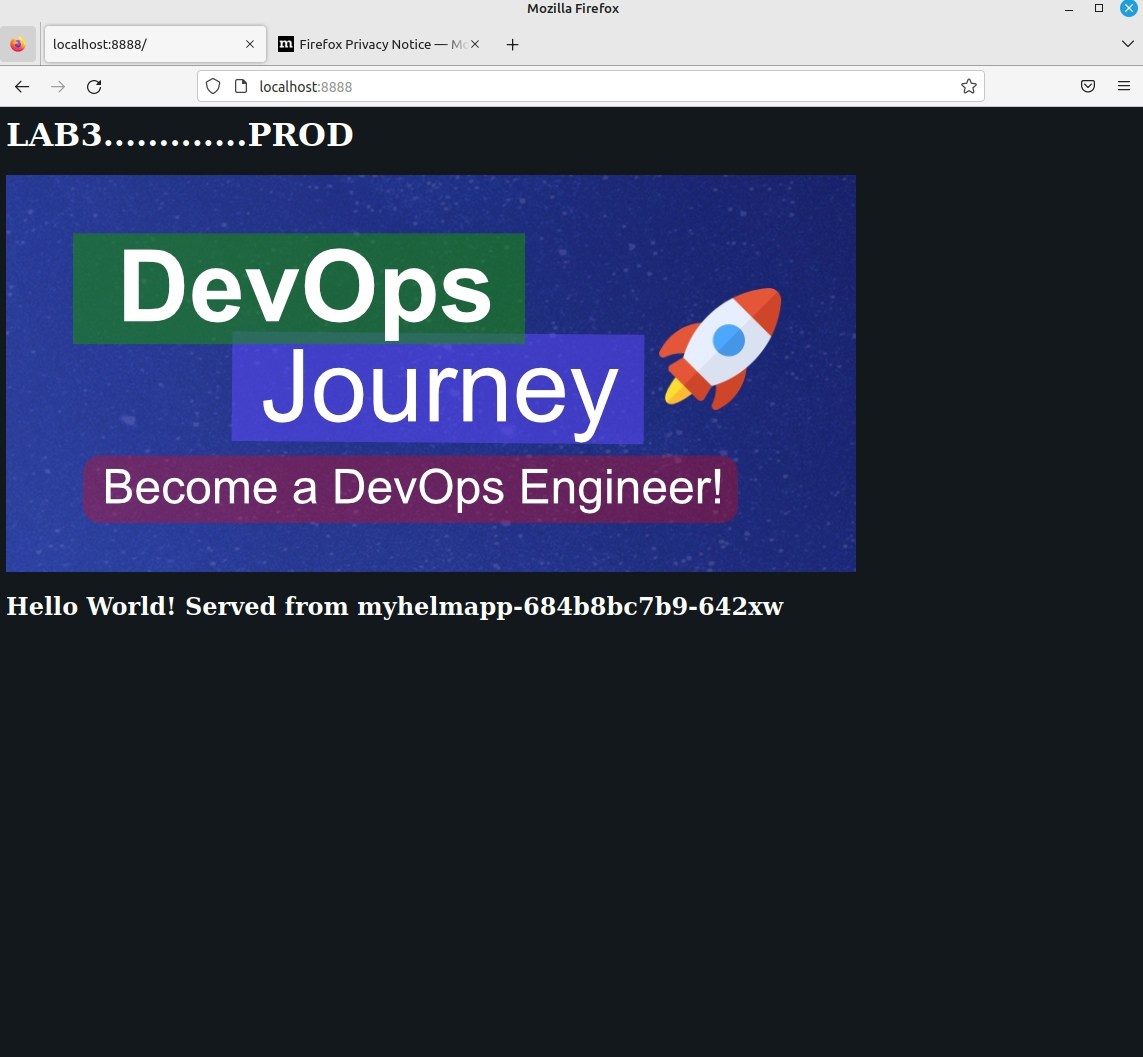 Mozilla Firefox
localhost:8888/
Firefox Privacy Notice — Mo
localhost:8888
LAB3.............PROD
DevOps
Journey
Become a DevOps Engineer!
Hello World! Served from myhelmapp-684b8bc7b9-642xw